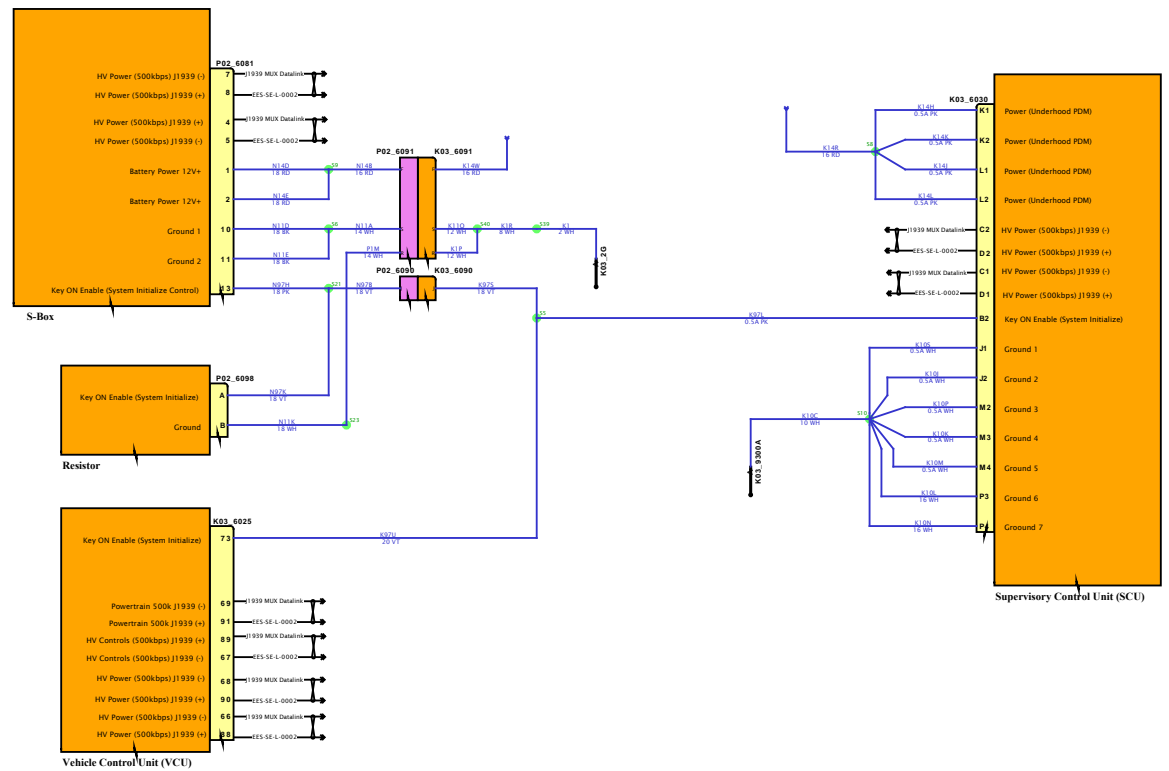 P02_6081
HV Power (500kbps) J1939 (-)
7
J1939 MUX Datalink
HV Power (500kbps) J1939 (+)
8
EES-SE-L-0002
HV Power (500kbps) J1939 (+)
4
J1939 MUX Datalink
HV Power (500kbps) J1939 (-)
5
EES-SE-L-0002
Battery Power 12V+
1
N14D
18 RD
S9
N14B
16 RD
Battery Power 12V+
2
N14E
18 RD
Ground 1
10
N11D
18 BK
S6
N11A
14 WH
Ground 2
11
N11E
18 BK
P1M
14 WH
Key ON Enable (System Initialize Control)
13
N97H
18 PK
S21
N97B
18 VT
S-Box
P02_6091
K03_6091
K14W
16 RD
K11O
12 WH
S40
K1R
8 WH
S39
K1
2 WH
K1P
12 WH
K03_2G
P02_6090
K03_6090
K97S
18 VT
S5
K97L
0.5A PK
P02_6098
Key ON Enable (System Initialize)
A
N97K
18 VT
Ground
B
N11K
18 WH
S23
Resistor
K03_6025
Key ON Enable (System Initialize)
73
K97U
20 VT
Powertrain 500k J1939 (-)
69
J1939 MUX Datalink
Powertrain 500k J1939 (+)
91
EES-SE-L-0002
HV Controls (500kbps) J1939 (+)
89
J1939 MUX Datalink
HV Controls (500kbps) J1939 (-)
67
EES-SE-L-0002
HV Power (500kbps) J1939 (-)
68
J1939 MUX Datalink
HV Power (500kbps) J1939 (+)
90
EES-SE-L-0002
HV Power (500kbps) J1939 (-)
66
J1939 MUX Datalink
HV Power (500kbps) J1939 (+)
88
EES-SE-L-0002
Vehicle Control Unit (VCU)
K03_6030
K14R
16 RD
S8
K14H
0.5A PK
K1
Power (Underhood PDM)
K14K
0.5A PK
K2
Power (Underhood PDM)
K14J
0.5A PK
L1
Power (Underhood PDM)
K14L
0.5A PK
L2
Power (Underhood PDM)
J1939 MUX Datalink
C2
HV Power (500kbps) J1939 (-)
EES-SE-L-0002
D2
HV Power (500kbps) J1939 (+)
J1939 MUX Datalink
C1
HV Power (500kbps) J1939 (-)
EES-SE-L-0002
D1
HV Power (500kbps) J1939 (+)
B2
Key ON Enable (System Initialize)
K10S
0.5A WH
J1
Ground 1
K10J
0.5A WH
J2
Ground 2
K10P
0.5A WH
M2
Ground 3
K10C
10 WH
S10
K10K
0.5A WH
M3
Ground 4
K10M
0.5A WH
M4
Ground 5
K10L
16 WH
P3
Ground 6
K10N
16 WH
Groound 7
K03_9300A
Supervisory Control Unit (SCU)